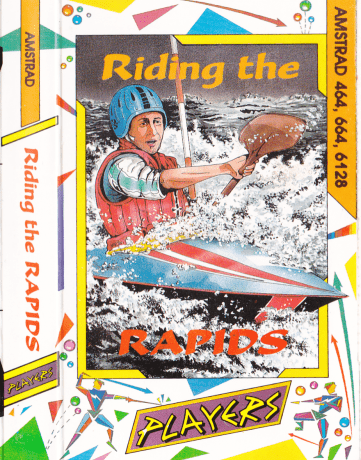 AMSTRAD
Riding the RAPIDS
PLAYERS
Riding the
RAPIDS
PLAYERS
AMSTRAD 464, 664, 6128